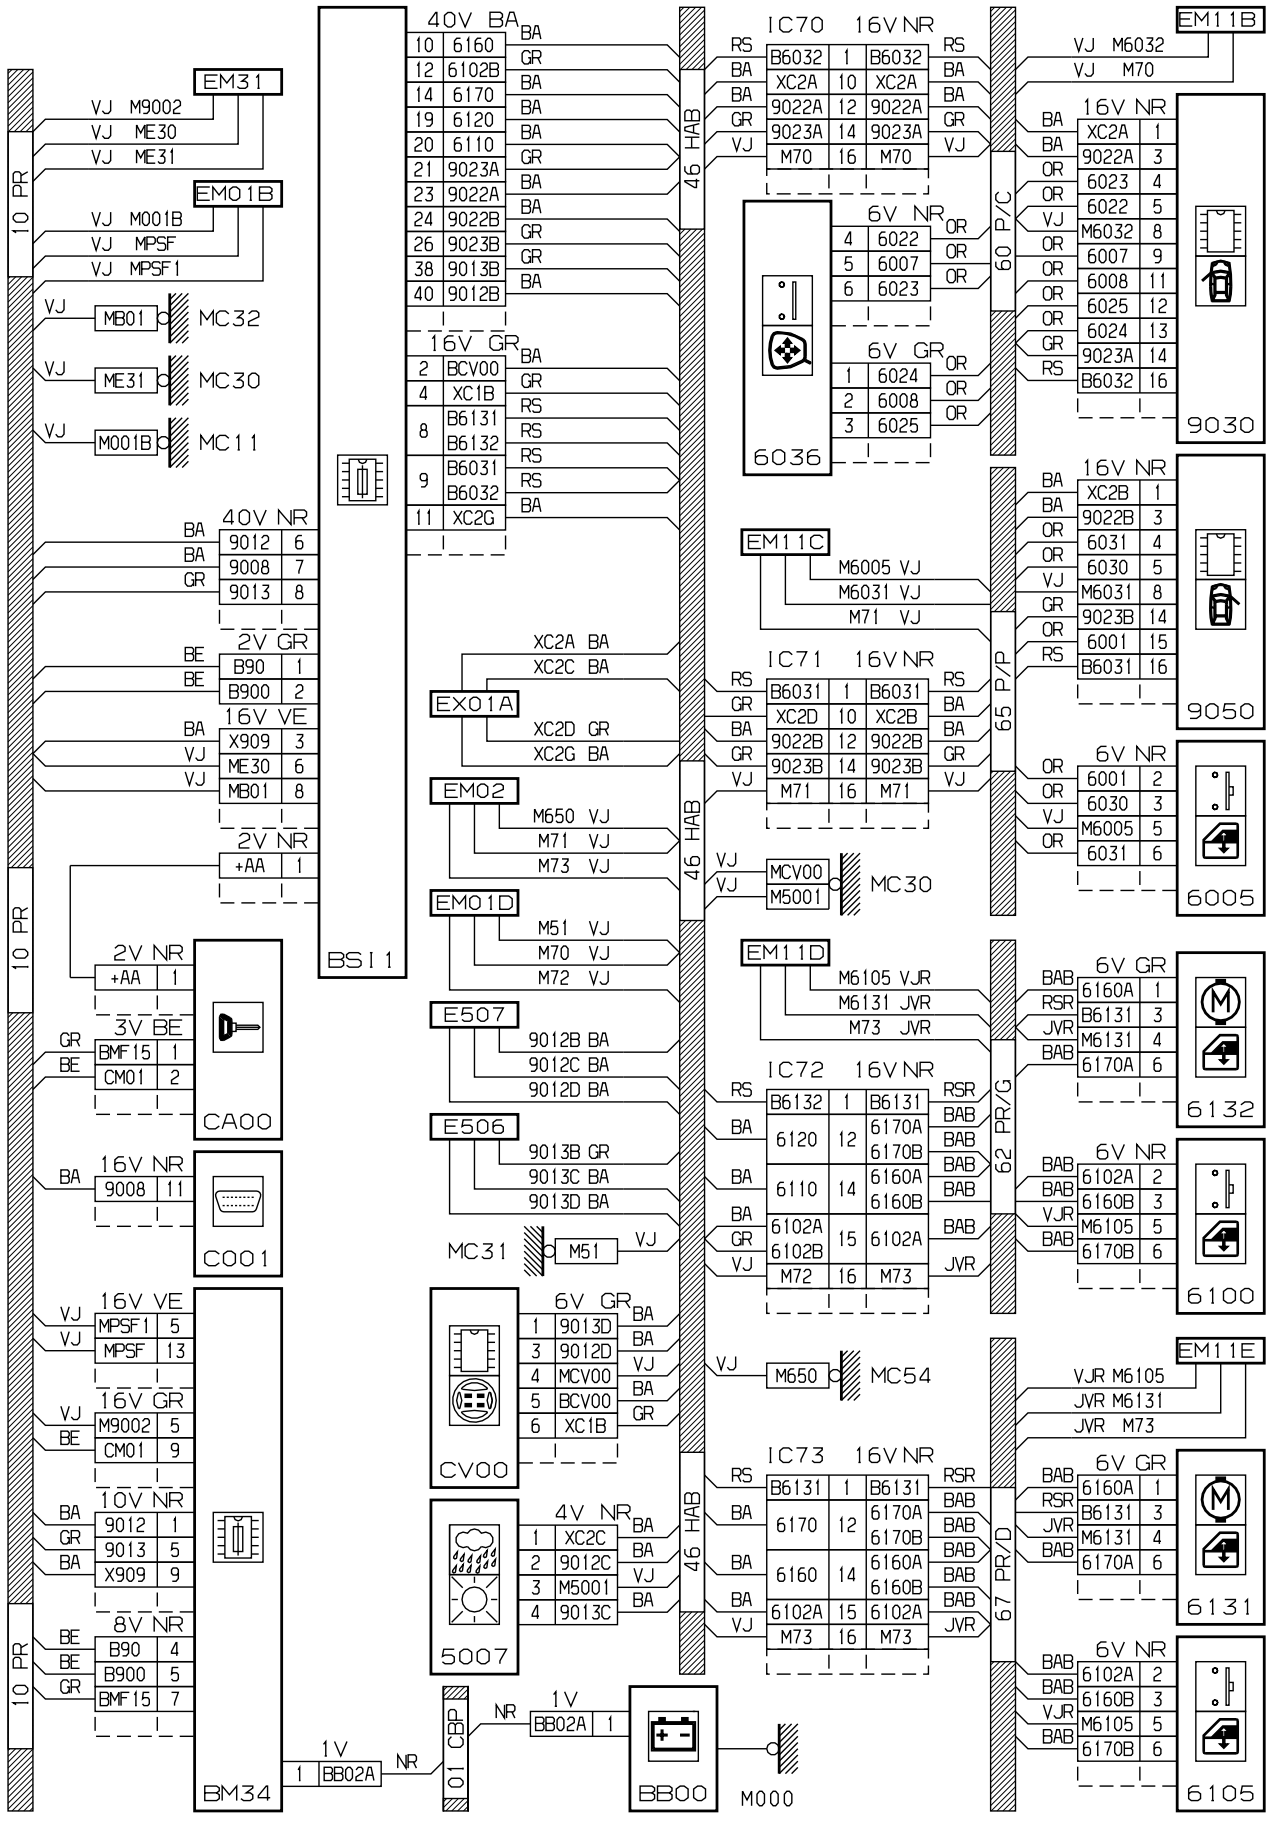 10 PR
EM31
VJ M9002
VJ ME30
VJ ME31
EM01B
VJ M001B
VJ MPSF
VJ MPSF1
VJ MB01 MC32
VJ ME31 MC30
VJ M001B MC11
40V NR
BA 9012 6
BA 9008 7
GR 9013 8
2V GR
BE B90 1
BE B900 2
16V VE
BA X909 3
VJ ME30 6
VJ MB01 8
2V NR
+AA 1
BSI1
10 PR
2V NR
+AA 1
3V BE
GR BMF15 1
BE CM01 2
CA00
16V NR
BA 9008 11
C001
16V VE
VJ MPSF1 5
VJ MPSF 13
16V GR
VJ M9002 5
BE CM01 9
10V NR
BA 9012 1
GR 9013 5
BA X909 9
8V NR
BE B90 4
BE B900 5
GR BMF15 7
10 PR
BM34
1V
1 BB02A NR
01 CBP
NR 1V
BB02A 1
BB00
M000
40V BA
10 6160 BA
12 6102B GR
14 6170 BA
19 6120 BA
20 6110 BA
21 9023A GR
23 9022A BA
24 9022B BA
26 9023B GR
38 9013B GR
40 9012B BA
16V GR
2 BCV00 BA
4 XC1B GR
8 B6131 RS
B6132 RS
9 B6031 RS
B6032 RS
11 XC2G BA
46 HAB
XC2A BA
XC2C BA
EX01A
XC2D GR
XC2G BA
EM02
M650 VJ
M71 VJ
M73 VJ
EM01D
M51 VJ
M70 VJ
M72 VJ
E507
9012B BA
9012C BA
9012D BA
E506
9013B GR
9013C BA
9013D BA
MC31 M51 VJ
6V GR
1 9013D BA
3 9012D BA
4 MCV00 VJ
5 BCV00 BA
6 XC1B GR
CV00
4V NR
1 XC2C BA
2 9012C BA
3 M5001 VJ
4 9013C BA
5007
46 HAB
46 HAB
IC70 16V NR
RS B6032 1 B6032 RS
BA XC2A 10 XC2A BA
BA 9022A 12 9022A BA
GR 9023A 14 9023A GR
VJ M70 16 M70 VJ
6V NR
4 6022 OR
5 6007 OR
6 6023 OR
6V GR
1 6024 OR
2 6008 OR
3 6025 OR
6036
EM11C
M6005 VJ
M6031 VJ
M71 VJ
IC71 16V NR
RS B6031 1 B6031 RS
GR XC2D 10 XC2B BA
BA 9022B 12 9022B BA
GR 9023B 14 9023B GR
VJ M71 16 M71 VJ
VJ MCV00
VJ M5001
MC30
EM11D
M6105 VJR
M6131 JVR
M73 JVR
IC72 16V NR
RS B6132 1 B6131 RSR
BA 6120 12 6170A BAB
6170B BAB
BA 6110 14 6160A BAB
6160B BAB
BA 6102A 15 6102A BAB
GR 6102B
VJ M72 16 M73 JVR
VJ M650 MC54
IC73 16V NR
RS B6131 1 B6131 RSR
BA 6170 12 6170A BAB
6170B BAB
BA 6160 14 6160A BAB
6160B BAB
BA 6102A 15 6102A BAB
VJ M73 16 M73 JVR
60 P/C
65 P/P
62 PR/G
67 PR/D
EM11B
VJ M6032
VJ M70
16V NR
BA XC2A 1
BA 9022A 3
OR 6023 4
OR 6022 5
VJ M6032 8
OR 6007 9
OR 6008 11
OR 6025 12
OR 6024 13
GR 9023A 14
RS B6032 16
9030
16V NR
BA XC2B 1
BA 9022B 3
OR 6031 4
OR 6030 5
VJ M6031 8
GR 9023B 14
OR 6001 15
RS B6031 16
9050
6V NR
OR 6001 2
OR 6030 3
VJ M6005 5
OR 6031 6
6005
6V GR
BAB 6160A 1
RSR B6131 3
JVR M6131 4
BAB 6170A 6
M
6132
6V NR
BAB 6102A 2
BAB 6160B 3
VJR M6105 5
BAB 6170B 6
6100
EM11E
VJR M6105
JVR M6131
JVR M73
6V GR
BAB 6160A 1
RSR B6131 3
JVR M6131 4
BAB 6170A 6
M
6131
6V NR
BAB 6102A 2
BAB 6160B 3
VJR M6105 5
BAB 6170B 6
6105